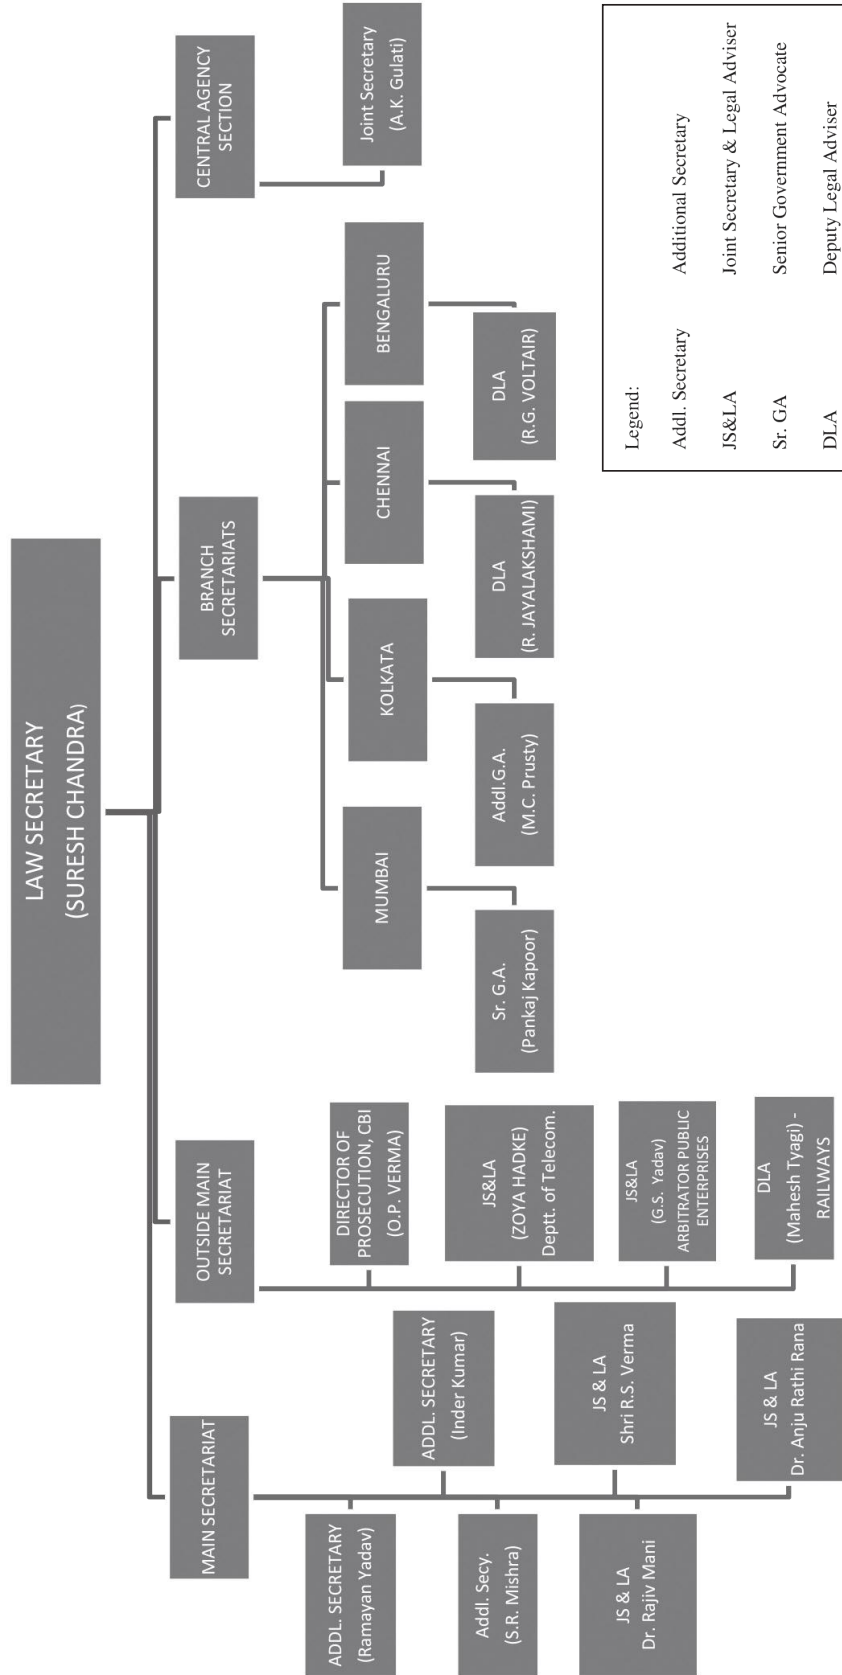 LAW SECRETARY
(SURESH CHANDRA)
MAIN SECRETARIAT
ADDL. SECRETARY
(Ramayan Yadav)
ADDL. SECRETARY
(Inder Kumar)
Addl. Secy.
(S.R. Mishra)
JS & LA
Shri R.S. Verma
JS & LA
Dr. Rajiv Mani
JS & LA
Dr. Anju Rathi Rana
OUTSIDE MAIN
SECRETARIAT
DIRECTOR OF
PROSECUTION, CBI
(O.P. VERMA)
JS&LA
(ZOYA HADKE)
Deptt. of Telecom.
JS&LA
(G.S. Yadav)
ARBITRATOR PUBLIC
ENTERPRISES
DLA
(Mahesh Tyagi) -
RAILWAYS
BRANCH
SECRETARIATS
MUMBAI
Sr. G.A.
(Pankaj Kapoor)
KOLKATA
Addl.G.A.
(M.C. Prusty)
CHENNAI
DLA
(R. JAYALAKSHAMI)
BENGALURU
DLA
(R.G. VOLTAIR)
CENTRAL AGENCY
SECTION
Joint Secretary
(A.K. Gulati)
Legend:
Addl. Secretary Additional Secretary
JS&LA Joint Secretary & Legal Adviser
Sr. GA Senior Government Advocate
DLA Deputy Legal Adviser